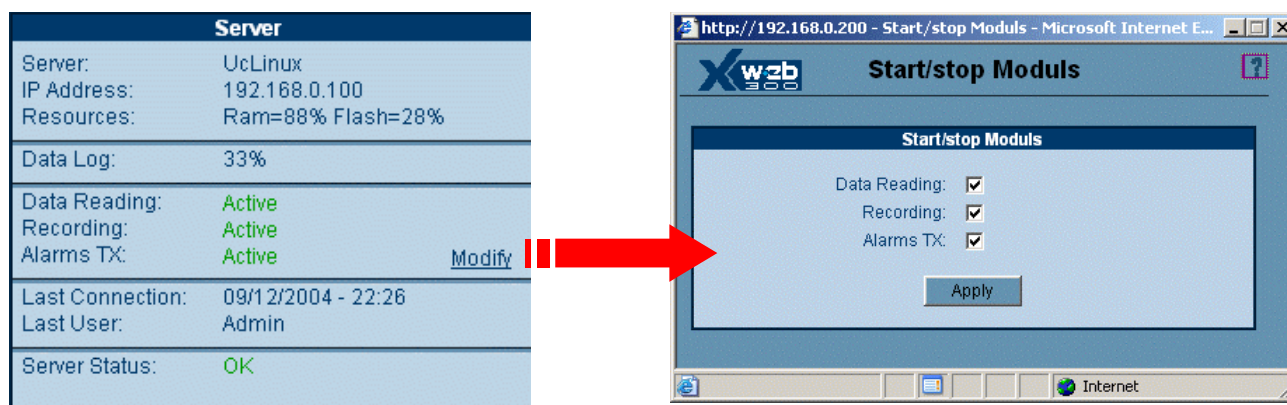 Server
Server: UcLinux
IP Address: 192.168.0.100
Resources: Ram=88% Flash=28%
Data Log: 33%
Data Reading: Active
Recording: Active
Alarms TX: Active Modify
Last Connection: 09/12/2004 - 22:26
Last User: Admin
Server Status: OK
http://192.168.0.200 - Start/stop Moduls - Microsoft Internet E...
Xweb 300 Start/stop Moduls ?
Start/stop Moduls
Data Reading:
Recording:
Alarms TX:
Apply
Internet